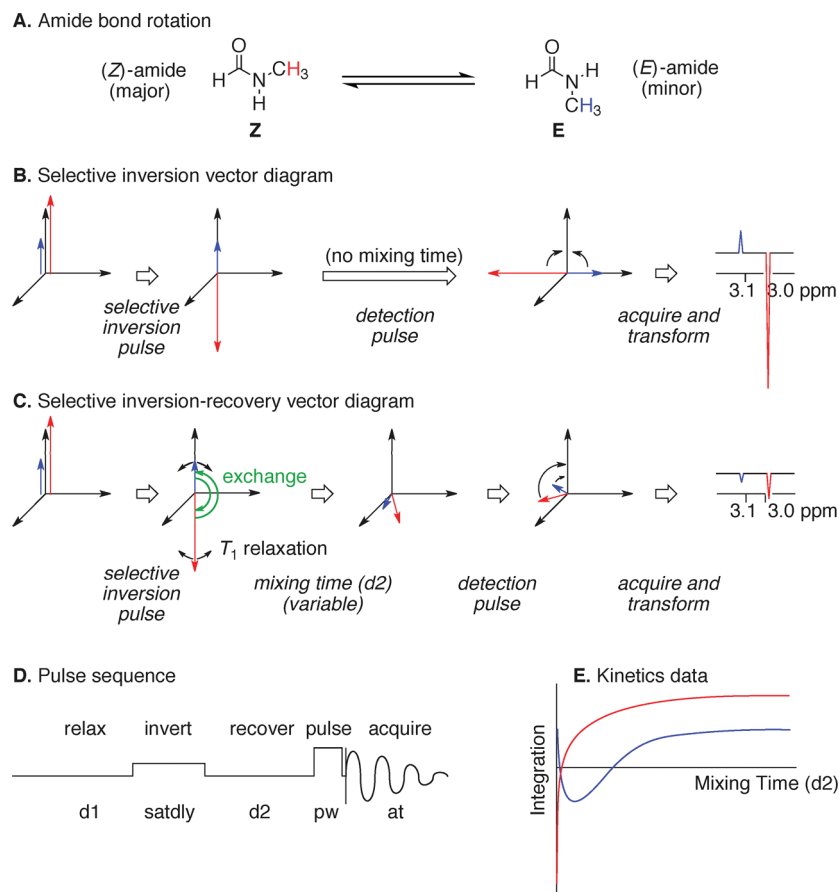 A. Amide bond rotation
(Z)-amide
(major)
O
H
N
CH3
H
Z
O
H
N
H
CH3
E
(E)-amide
(minor)
B. Selective inversion vector diagram
selective
inversion
pulse
(no mixing time)
detection
pulse
acquire and
transform
3.1 3.0 ppm
C. Selective inversion-recovery vector diagram
exchange
T1 relaxation
selective
inversion
pulse
mixing time (d2)
(variable)
detection
pulse
acquire and
transform
3.1 3.0 ppm
D. Pulse sequence
relax invert recover pulse acquire
d1 satdly d2 pw at
E. Kinetics data
Integration
Mixing Time (d2)